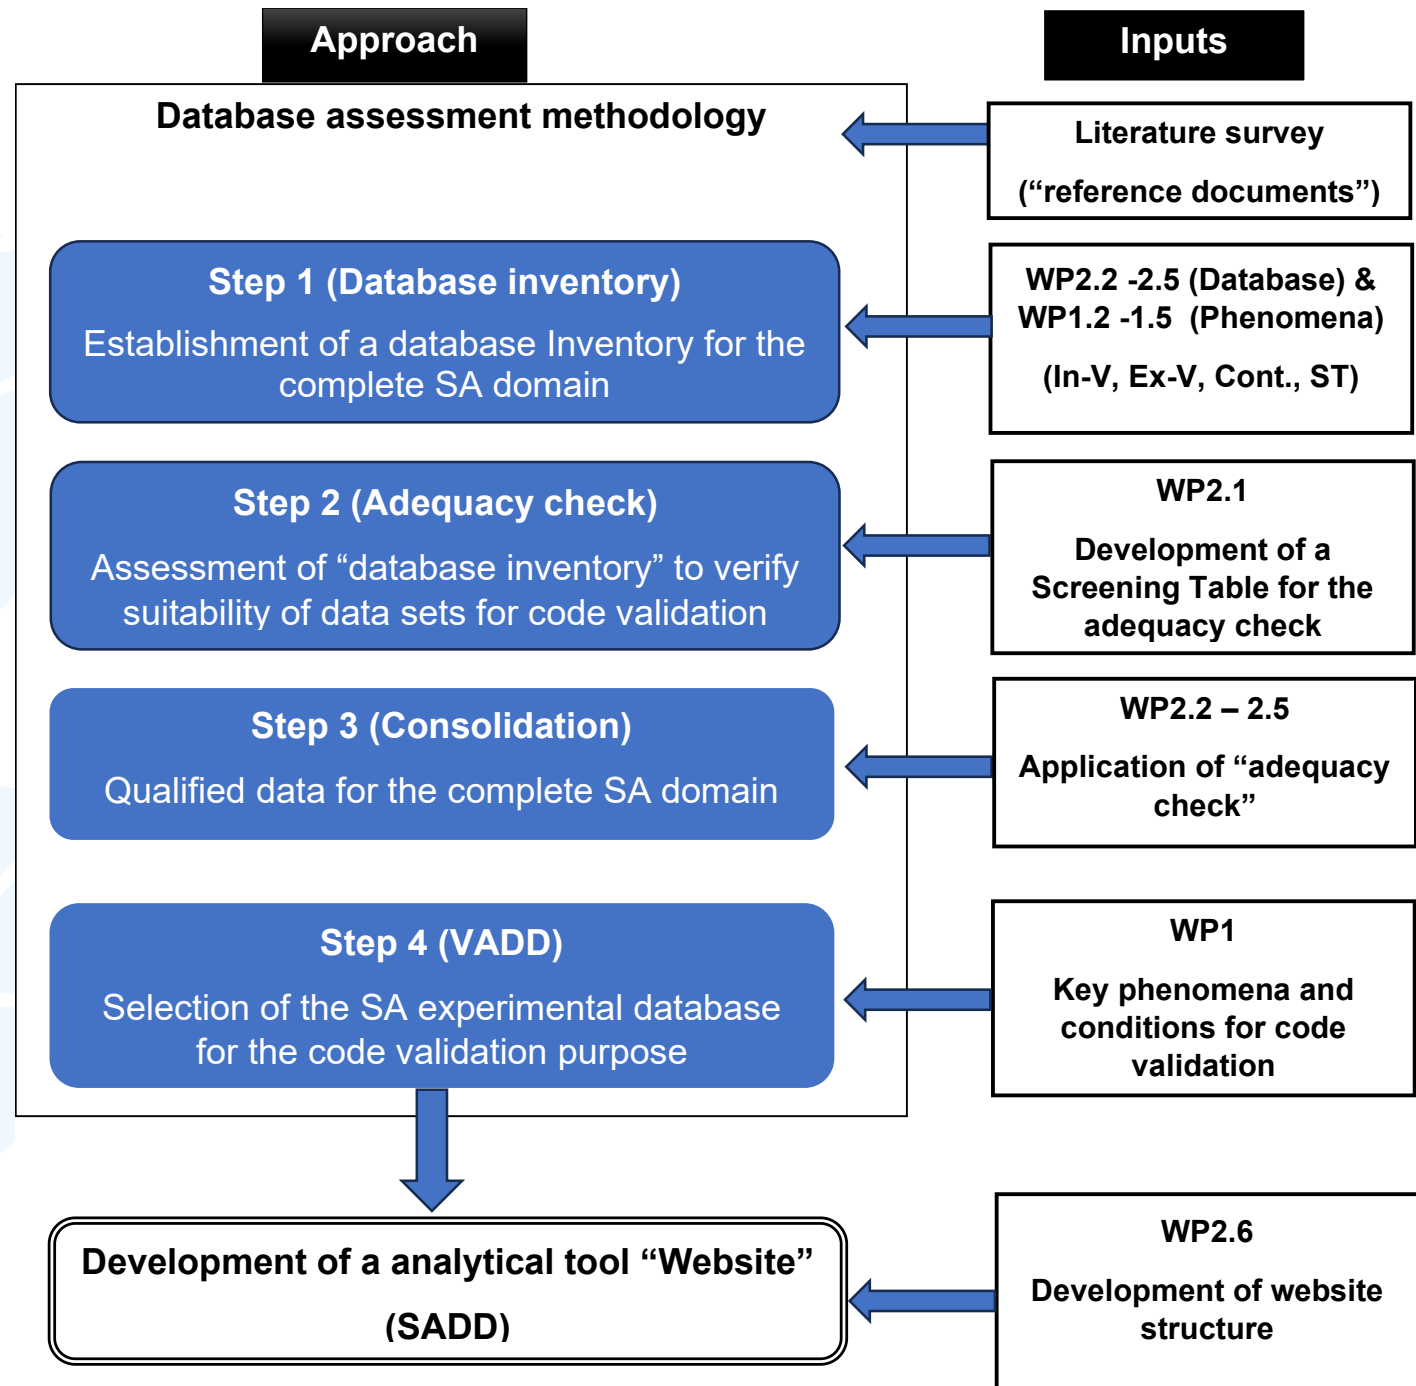 Approach
Inputs
Database assessment methodology
Literature survey
(“reference documents”)
Step 1 (Database inventory)
Establishment of a database Inventory for the
complete SA domain
WP2.2 -2.5 (Database) &
WP1.2 -1.5 (Phenomena)
(In-V, Ex-V, Cont., ST)
Step 2 (Adequacy check)
Assessment of “database inventory” to verify
suitability of data sets for code validation
WP2.1
Development of a
Screening Table for the
adequacy check
Step 3 (Consolidation)
Qualified data for the complete SA domain
WP2.2 – 2.5
Application of “adequacy
check”
Step 4 (VADD)
Selection of the SA experimental database
for the code validation purpose
WP1
Key phenomena and
conditions for code
validation
Development of a analytical tool “Website”
(SADD)
WP2.6
Development of website
structure